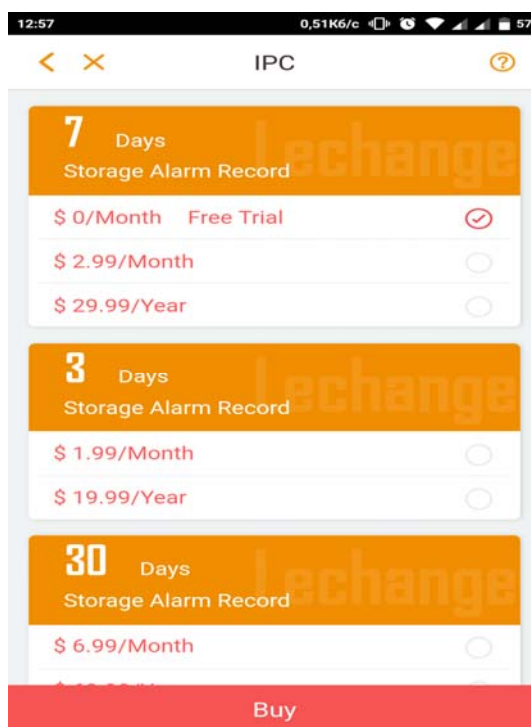 12:57 0,51K6/c 57
IPC
7 Days
Lechange
Storage Alarm Record
$ 0/Month Free Trial
$ 2.99/Month
$ 29.99/Year
3 Days
Lechange
Storage Alarm Record
$ 1.99/Month
$ 19.99/Year
30 Days
Lechange
Storage Alarm Record
$ 6.99/Month
Buy